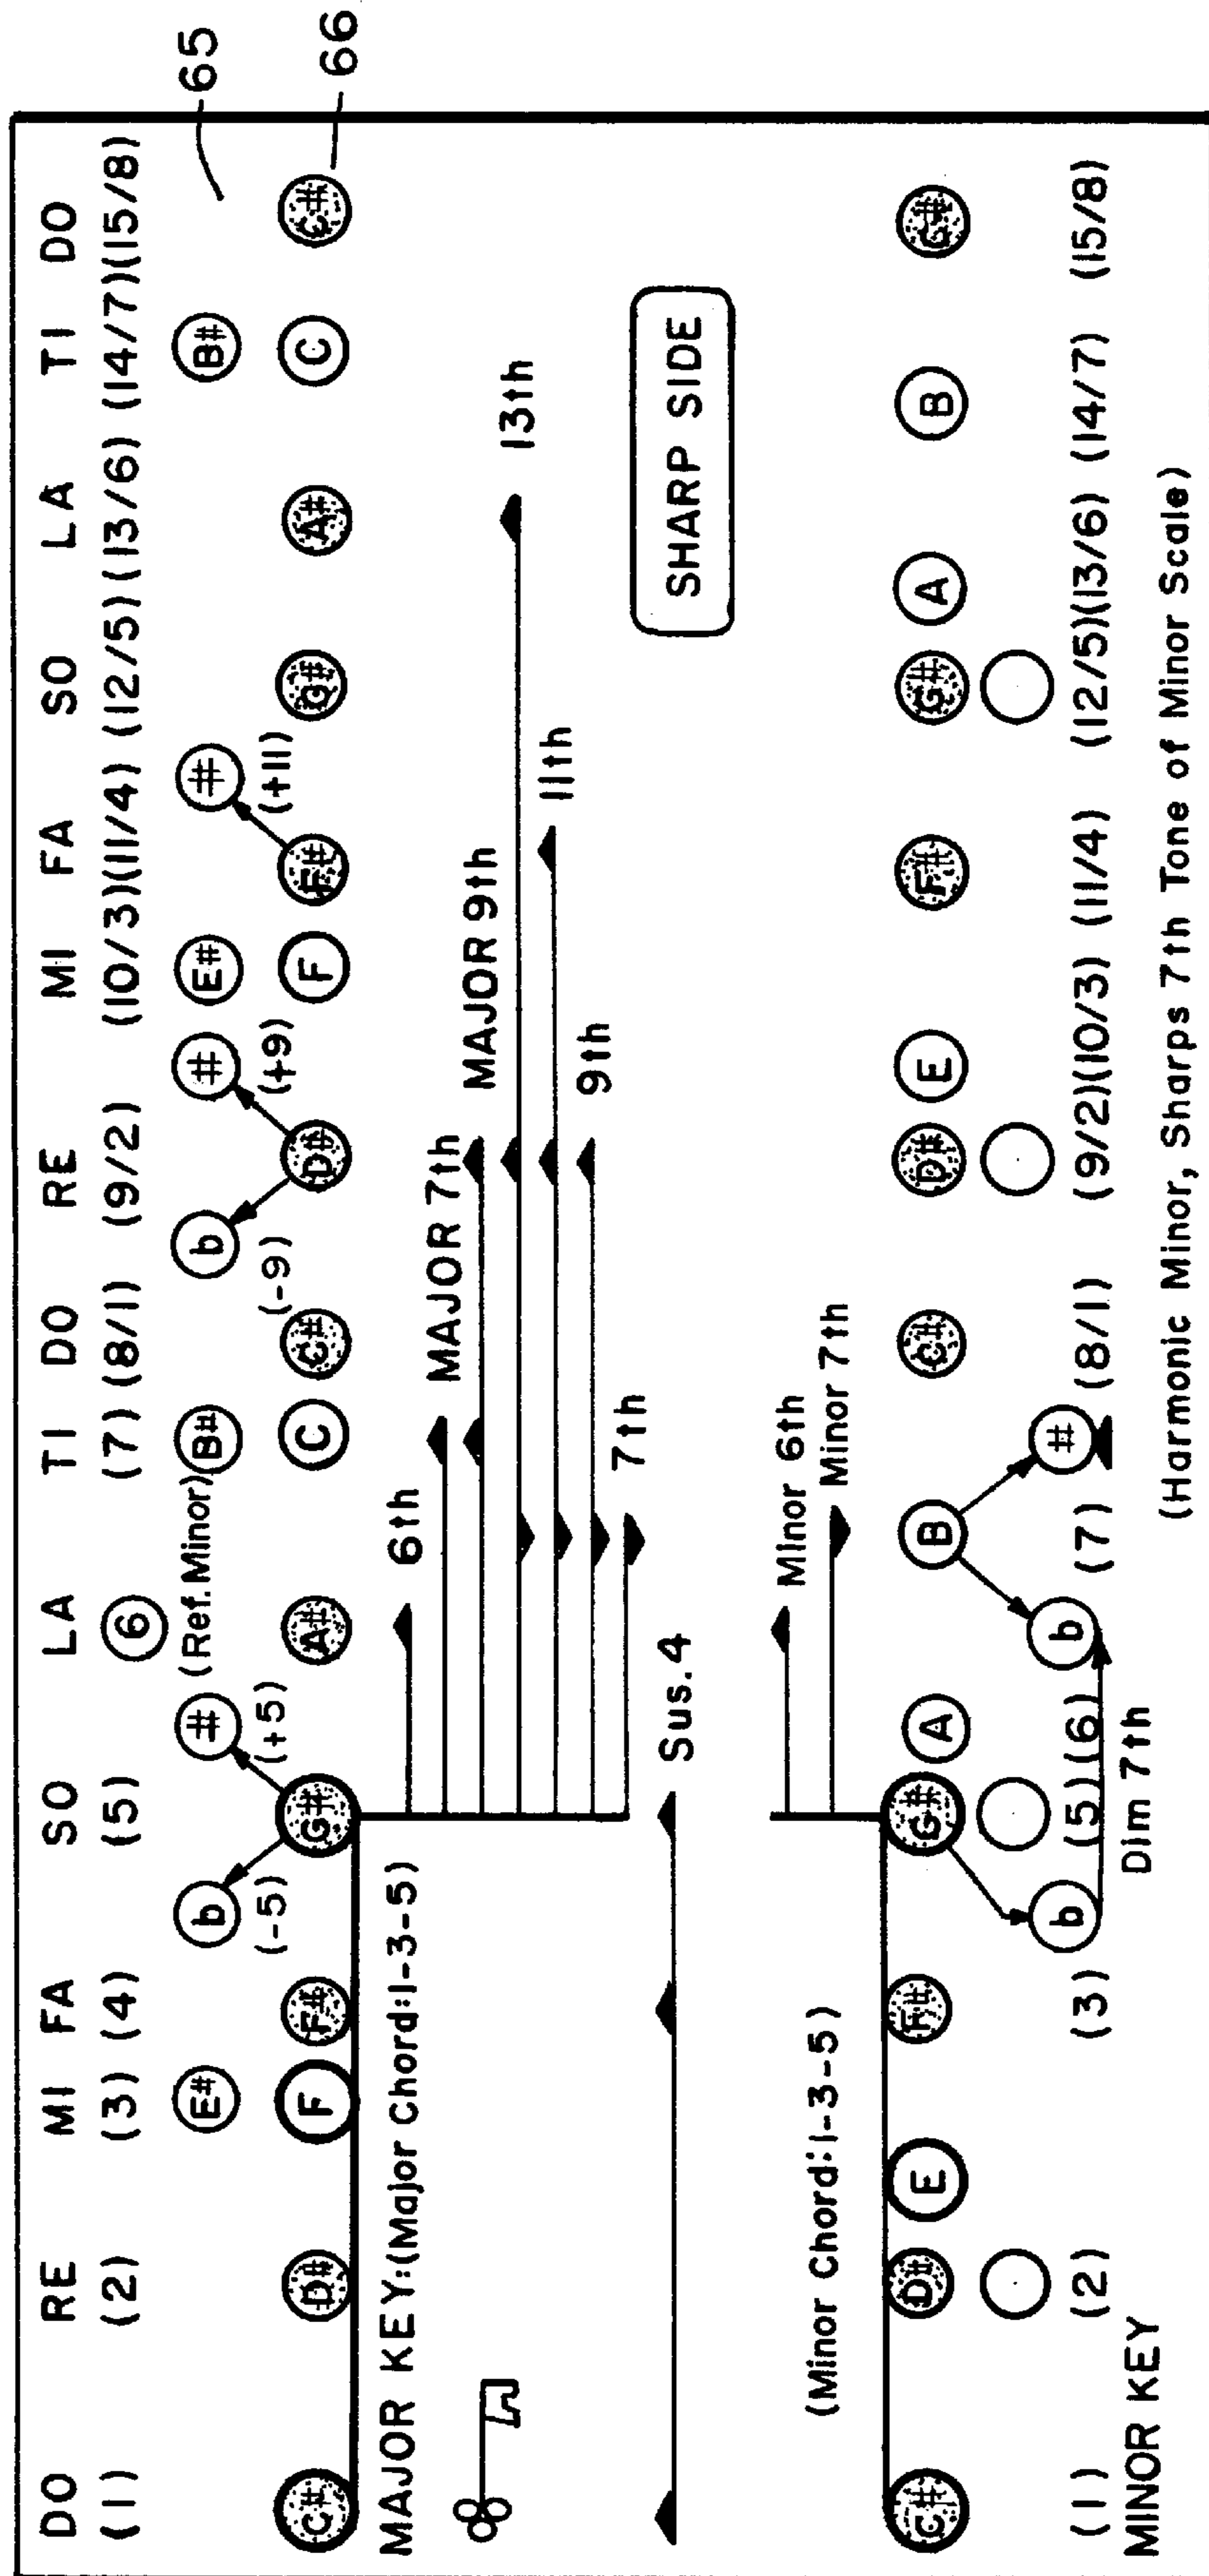 65
66
DO RE MI FA SO LA TI DO RE MI FA SO LA TI DO
(1) (2) (3) (4) (5) 6 (7) (8/1) (9/2) (10/3)(11/4) (12/5) (13/6) (14/7)(15/8)
E# b # (Ref. Minor) B# b # E# # B#
(-5) (+5) (-9) (+9) (+11)
C# D# F F# G# A# C C# D# F F# G# A# C C#
MAJOR KEY:(Major Chord:1-3-5)
6th
MAJOR 7th
MAJOR 9th
13th
11th
9th
7th
Sus.4
SHARP SIDE
Minor 6th
Minor 7th
(Minor Chord:1-3-5)
C# D# E F# G# A B C# D# E F# G# A B C#
b b #
(1) (2) (3) (5)(6) (7) (8/1) (9/2)(10/3) (11/4) (12/5)(13/6) (14/7) (15/8)
MINOR KEY
Dim 7th
(Harmonic Minor, Sharps 7th Tone of Minor Scale)